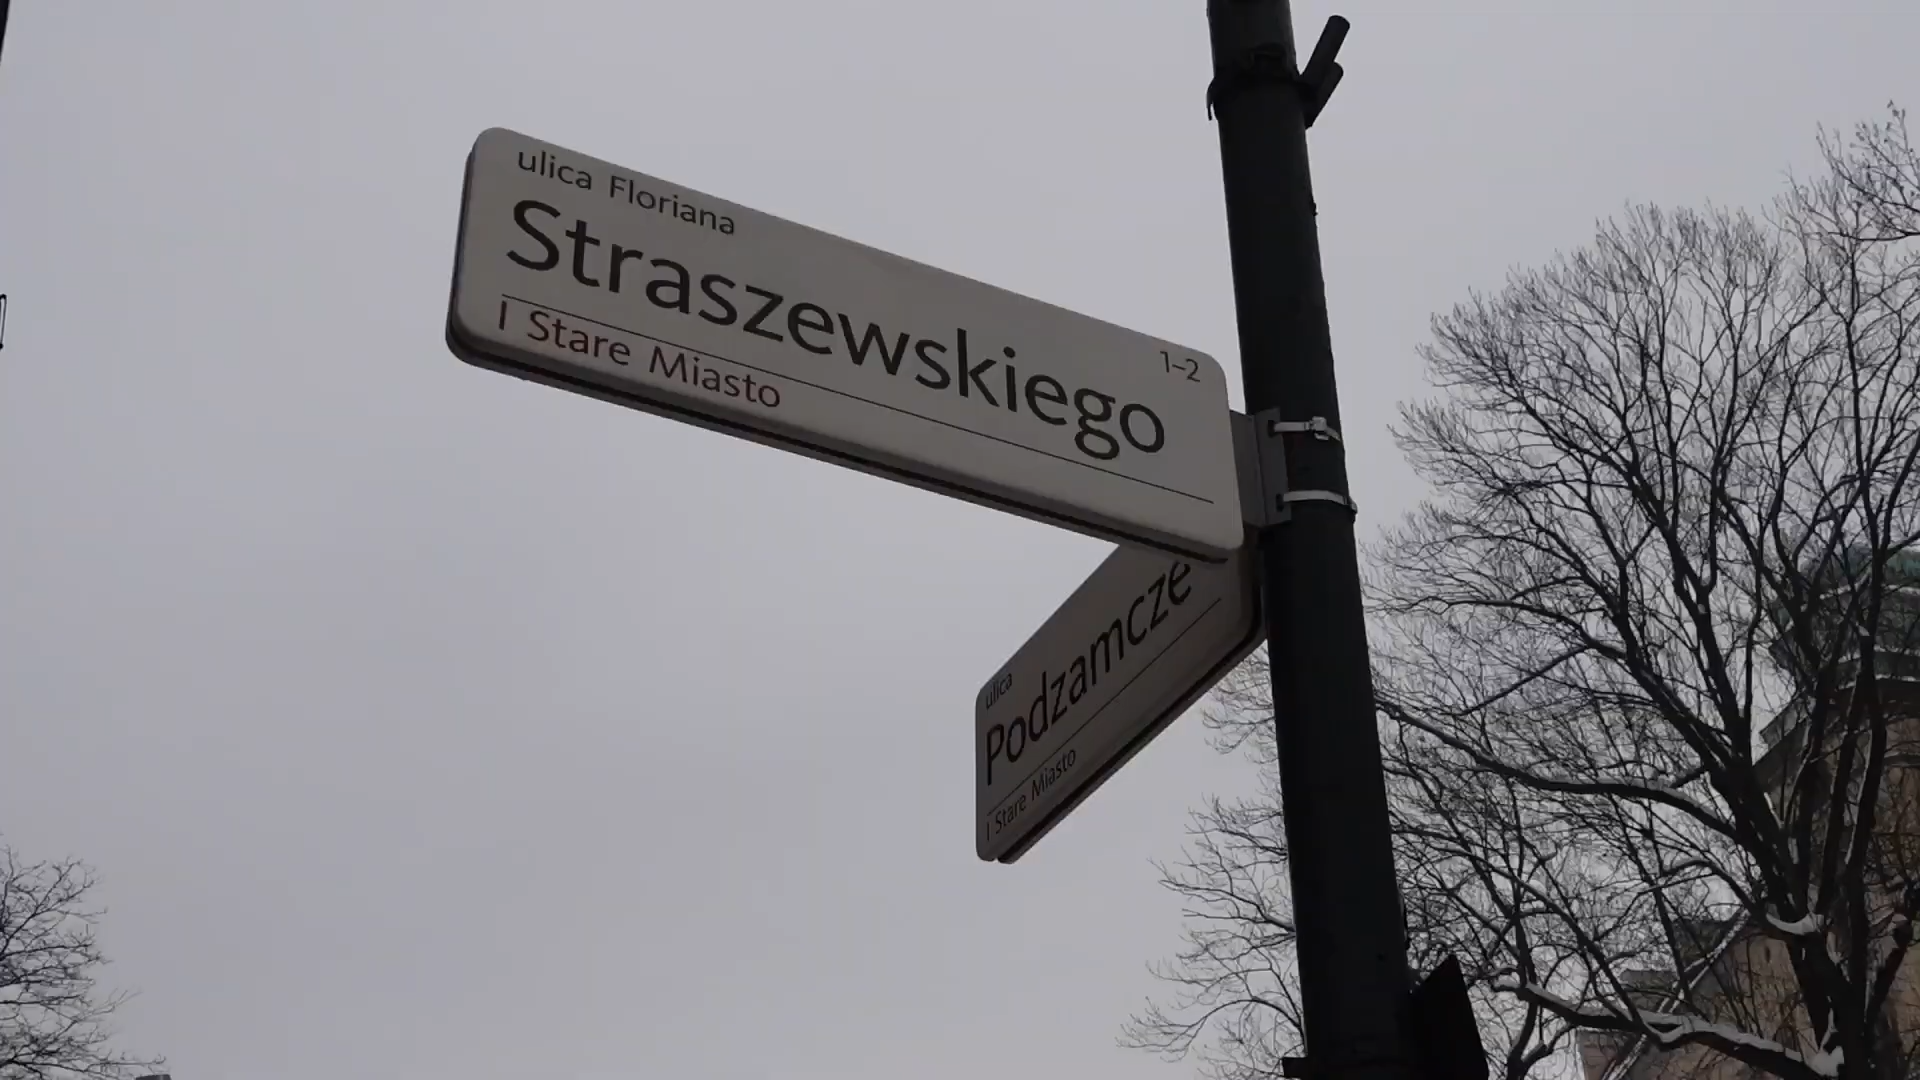 ulica Floriana
Straszewskiego
1-2
I Stare Miasto
ulica
Podzamcze
I Stare Miasto